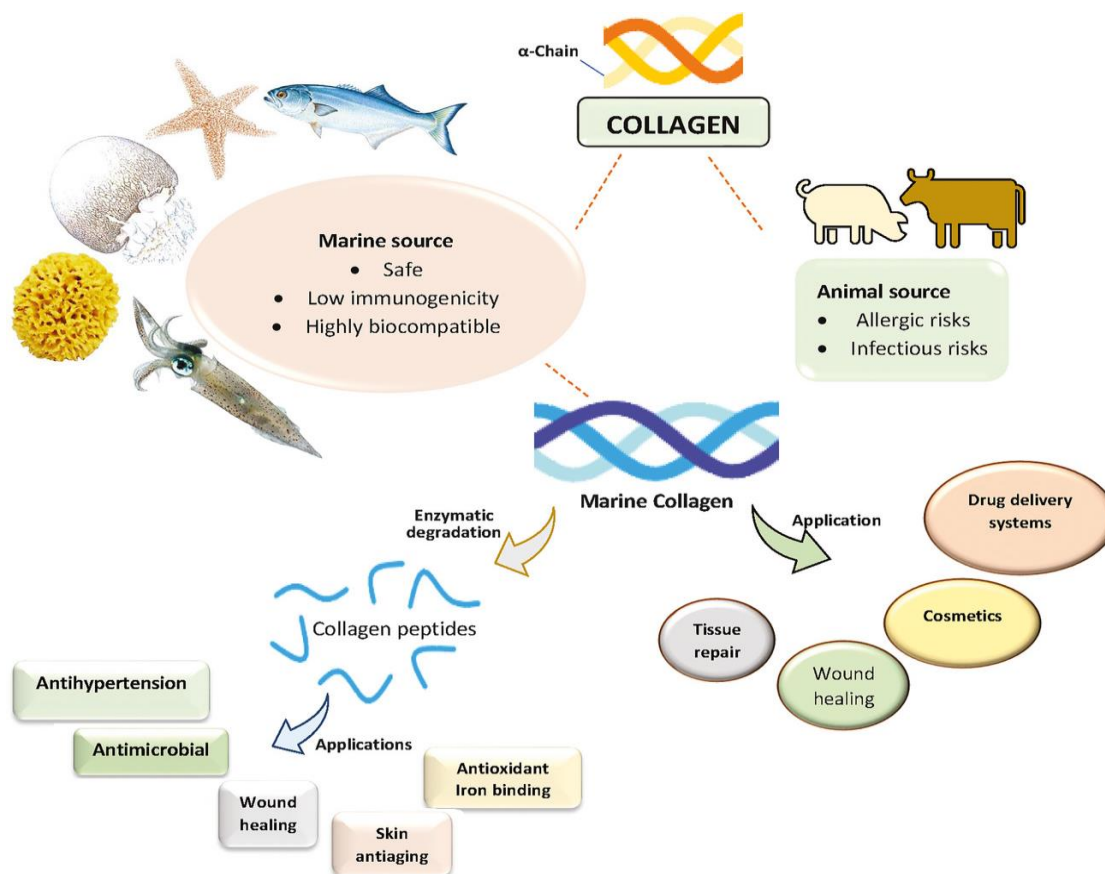 α-Chain
COLLAGEN
Marine source
• Safe
• Low immunogenicity
• Highly biocompatible
Animal source
• Allergic risks
• Infectious risks
Marine Collagen
Enzymatic
degradation
Application
Drug delivery
systems
Cosmetics
Tissue
repair
Wound
healing
Collagen peptides
Applications
Antihypertension
Antimicrobial
Wound
healing
Skin
antiaging
Antioxidant
Iron binding